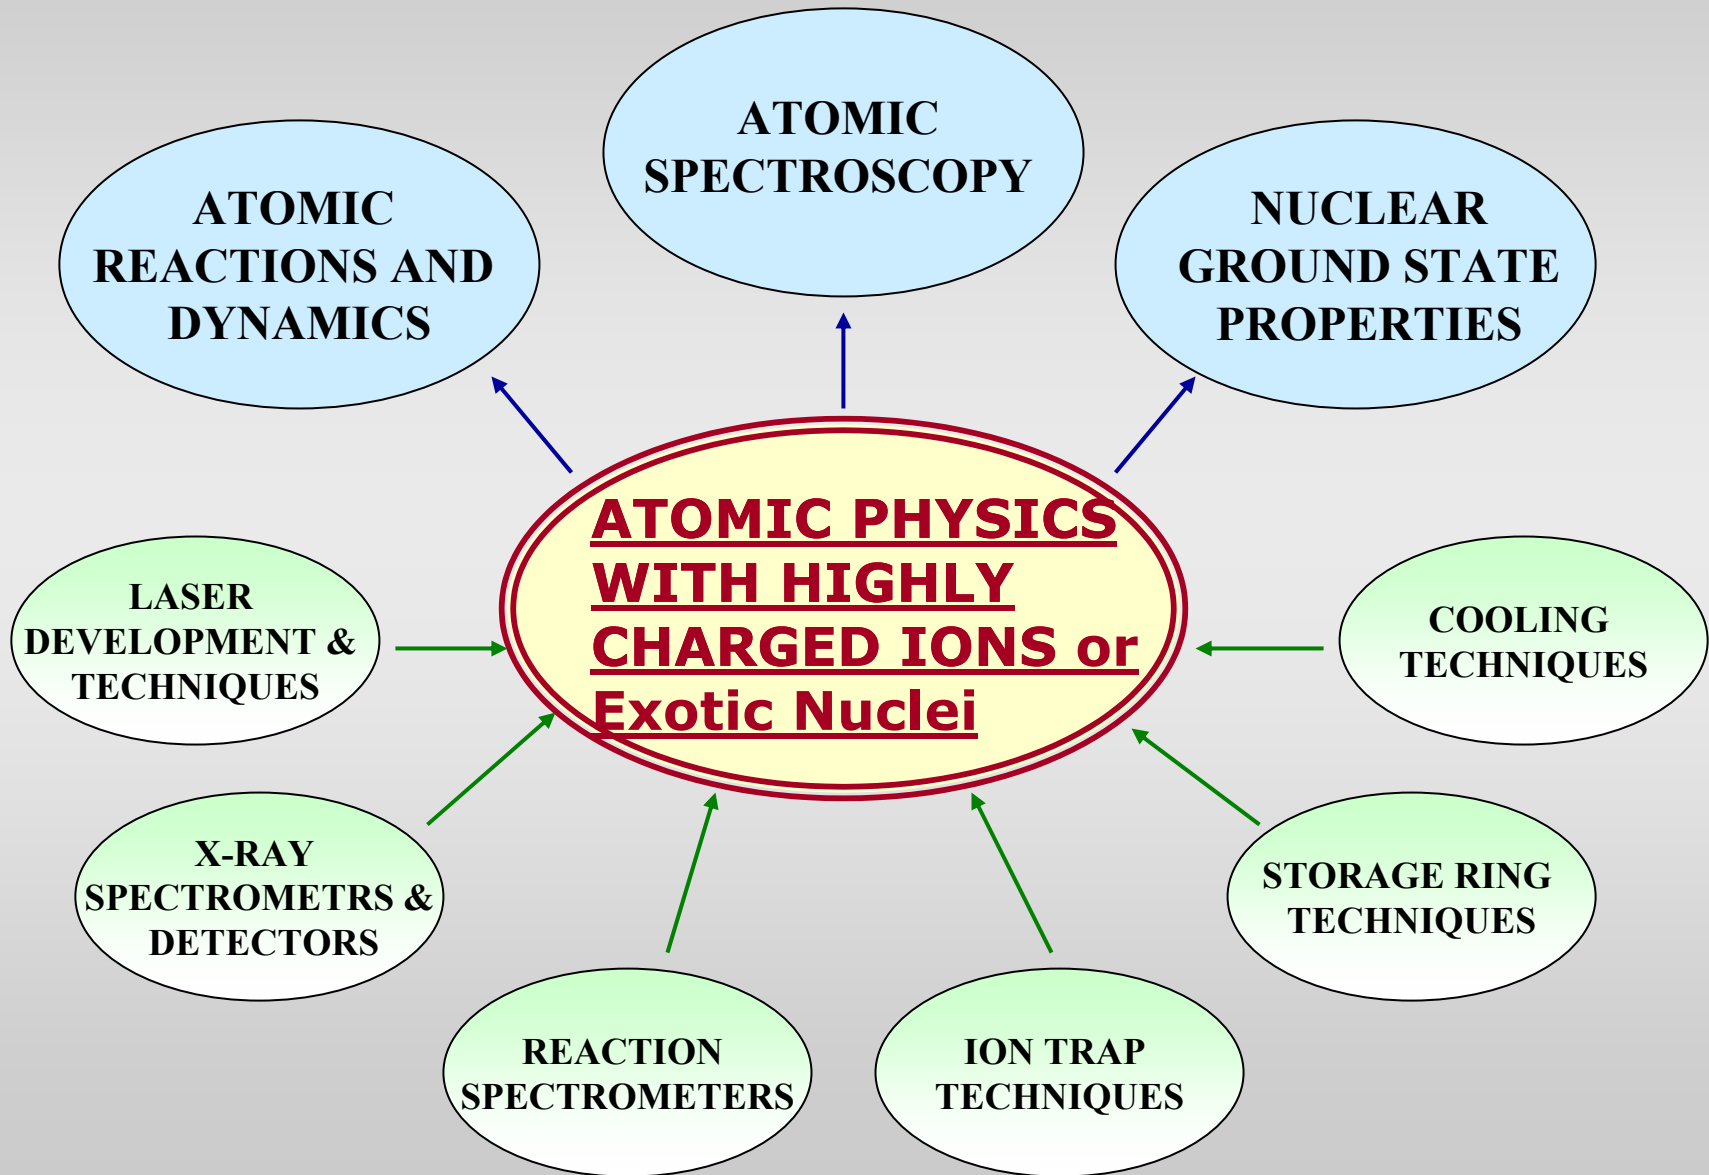 ATOMIC
SPECTROSCOPY
ATOMIC
REACTIONS AND
DYNAMICS
NUCLEAR
GROUND STATE
PROPERTIES
ATOMIC PHYSICS
WITH HIGHLY
CHARGED IONS or
Exotic Nuclei
LASER
DEVELOPMENT &
TECHNIQUES
COOLING
TECHNIQUES
X-RAY
SPECTROMETRS &
DETECTORS
STORAGE RING
TECHNIQUES
REACTION
SPECTROMETERS
ION TRAP
TECHNIQUES